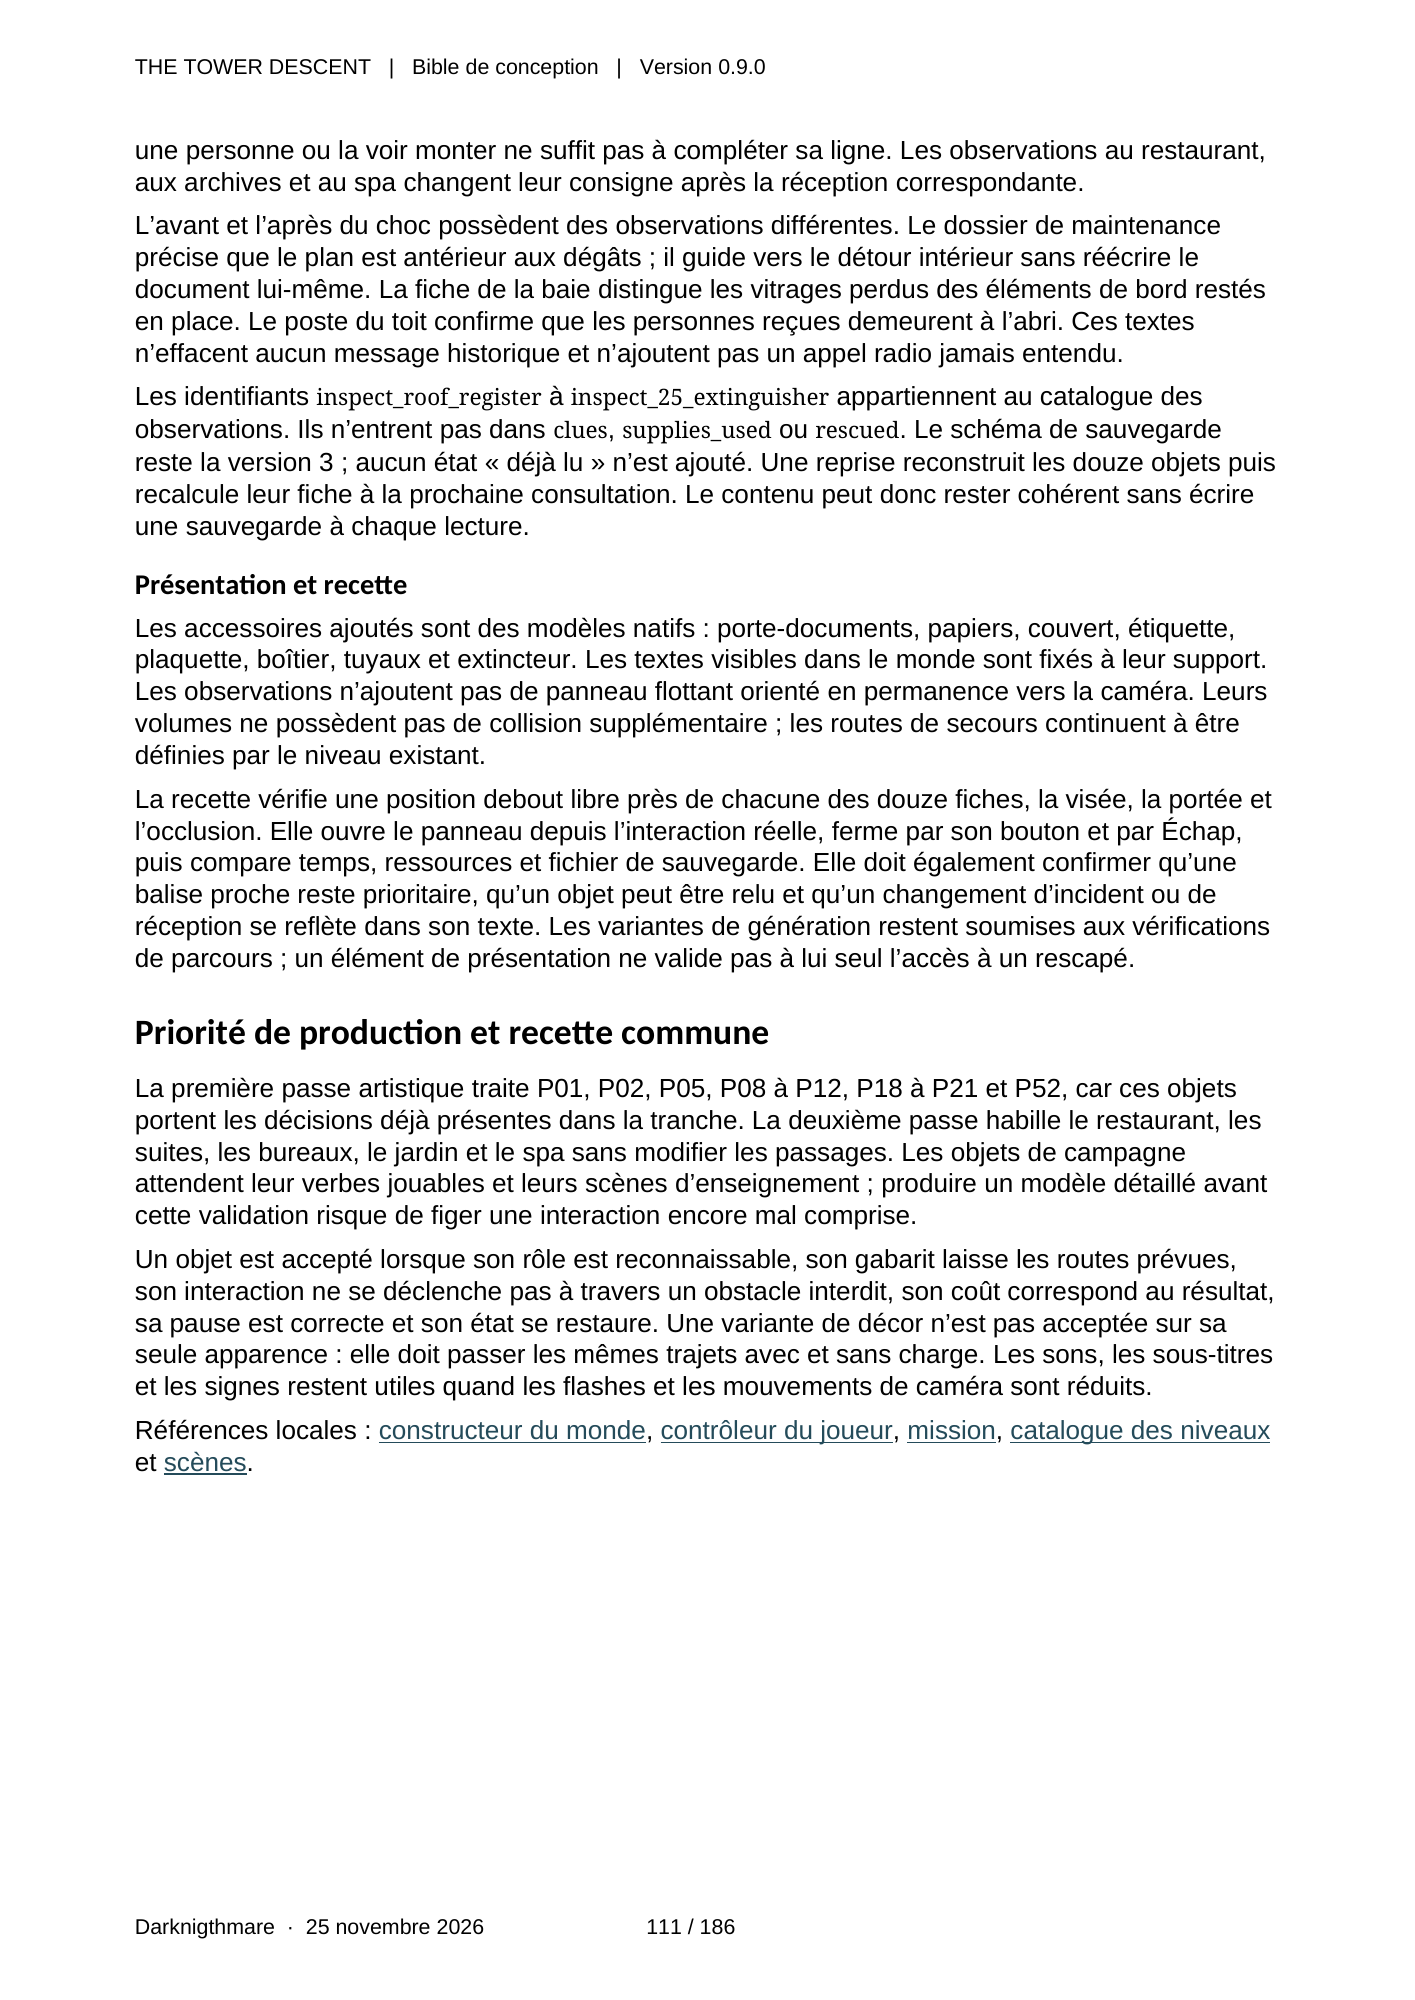 THE TOWER DESCENT | Bible de conception | Version 0.9.0
une personne ou la voir monter ne suffit pas à compléter sa ligne. Les observations au restaurant,
aux archives et au spa changent leur consigne après la réception correspondante.
L’avant et l’après du choc possèdent des observations différentes. Le dossier de maintenance
précise que le plan est antérieur aux dégâts ; il guide vers le détour intérieur sans réécrire le
document lui-même. La fiche de la baie distingue les vitrages perdus des éléments de bord restés
en place. Le poste du toit confirme que les personnes reçues demeurent à l’abri. Ces textes
n’effacent aucun message historique et n’ajoutent pas un appel radio jamais entendu.
Les identifiants inspect_roof_register à inspect_25_extinguisher appartiennent au catalogue des
observations. Ils n’entrent pas dans clues, supplies_used ou rescued. Le schéma de sauvegarde
reste la version 3 ; aucun état « déjà lu » n’est ajouté. Une reprise reconstruit les douze objets puis
recalcule leur fiche à la prochaine consultation. Le contenu peut donc rester cohérent sans écrire
une sauvegarde à chaque lecture.
Présentation et recette
Les accessoires ajoutés sont des modèles natifs : porte-documents, papiers, couvert, étiquette,
plaquette, boîtier, tuyaux et extincteur. Les textes visibles dans le monde sont fixés à leur support.
Les observations n’ajoutent pas de panneau flottant orienté en permanence vers la caméra. Leurs
volumes ne possèdent pas de collision supplémentaire ; les routes de secours continuent à être
définies par le niveau existant.
La recette vérifie une position debout libre près de chacune des douze fiches, la visée, la portée et
l’occlusion. Elle ouvre le panneau depuis l’interaction réelle, ferme par son bouton et par Échap,
puis compare temps, ressources et fichier de sauvegarde. Elle doit également confirmer qu’une
balise proche reste prioritaire, qu’un objet peut être relu et qu’un changement d’incident ou de
réception se reflète dans son texte. Les variantes de génération restent soumises aux vérifications
de parcours ; un élément de présentation ne valide pas à lui seul l’accès à un rescapé.
Priorité de production et recette commune
La première passe artistique traite P01, P02, P05, P08 à P12, P18 à P21 et P52, car ces objets
portent les décisions déjà présentes dans la tranche. La deuxième passe habille le restaurant, les
suites, les bureaux, le jardin et le spa sans modifier les passages. Les objets de campagne
attendent leur verbes jouables et leurs scènes d’enseignement ; produire un modèle détaillé avant
cette validation risque de figer une interaction encore mal comprise.
Un objet est accepté lorsque son rôle est reconnaissable, son gabarit laisse les routes prévues,
son interaction ne se déclenche pas à travers un obstacle interdit, son coût correspond au résultat,
sa pause est correcte et son état se restaure. Une variante de décor n’est pas acceptée sur sa
seule apparence : elle doit passer les mêmes trajets avec et sans charge. Les sons, les sous-titres
et les signes restent utiles quand les flashes et les mouvements de caméra sont réduits.
Références locales : constructeur du monde, contrôleur du joueur, mission, catalogue des niveaux
et scènes.
Darknigthmare · 25 novembre 2026 111 / 186